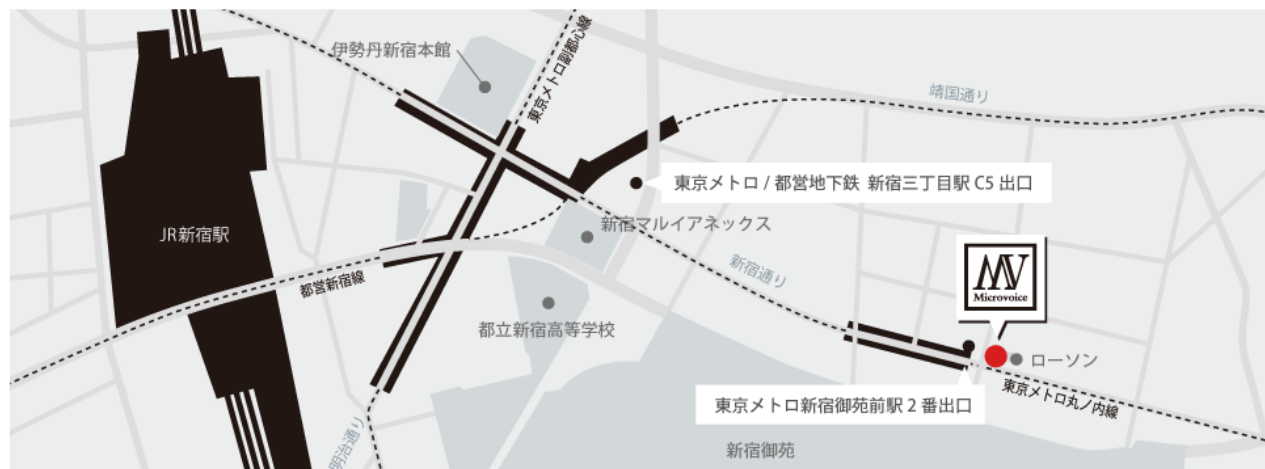 伊勢丹新宿本館
東京メトロ副都心線
靖国通り
東京メトロ / 都営地下鉄 新宿三丁目駅 C5 出口
新宿マルイアネックス
JR新宿駅
新宿通り
都営新宿線
MV
Microvoice
都立新宿高等学校
ローソン
東京メトロ丸ノ内線
東京メトロ新宿御苑前駅 2 番出口
明治通り
新宿御苑